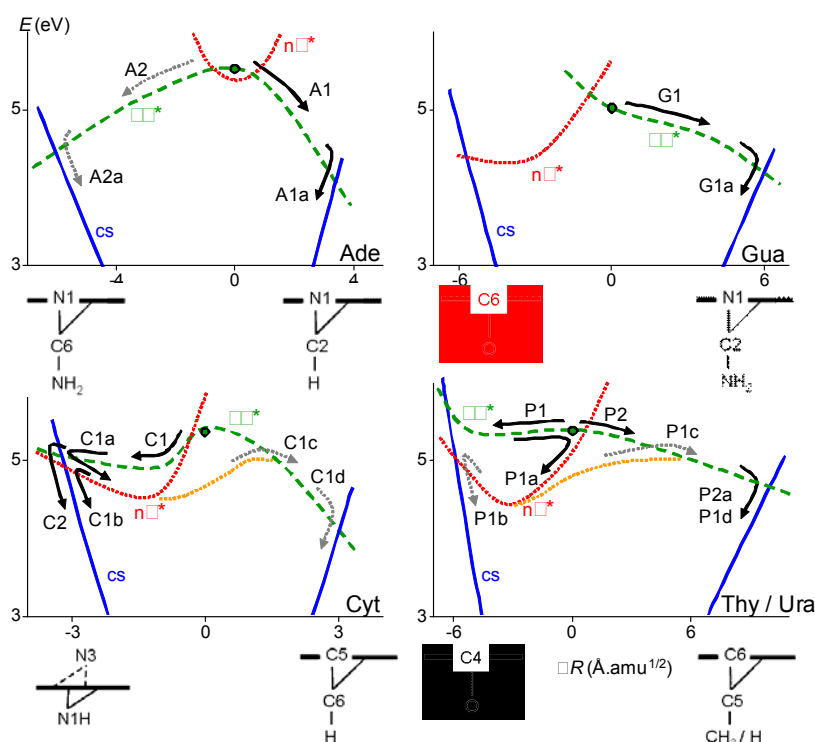 E (eV)
5
3
A2
nπ*
A1
ππ*
A2a
A1a
cs
Ade
-4
0
4
N1
C6
NH2
N1
C2
H
5
3
G1
ππ*
nπ*
G1a
cs
Gua
-6
0
6
C6
O
N1
C2
NH2
5
3
ππ*
C1a
C1
C1c
C1d
C2
C1b
nπ*
cs
Cyt
-3
0
3
N3
N1H
C5
C6
H
5
3
ππ*
P1
P2
P1c
P1a
P1b
nπ*
P2a
P1d
cs
Thy / Ura
-6
0
6
ΔR (Å.amu1/2)
C4
O
C6
C5
CH3/ H